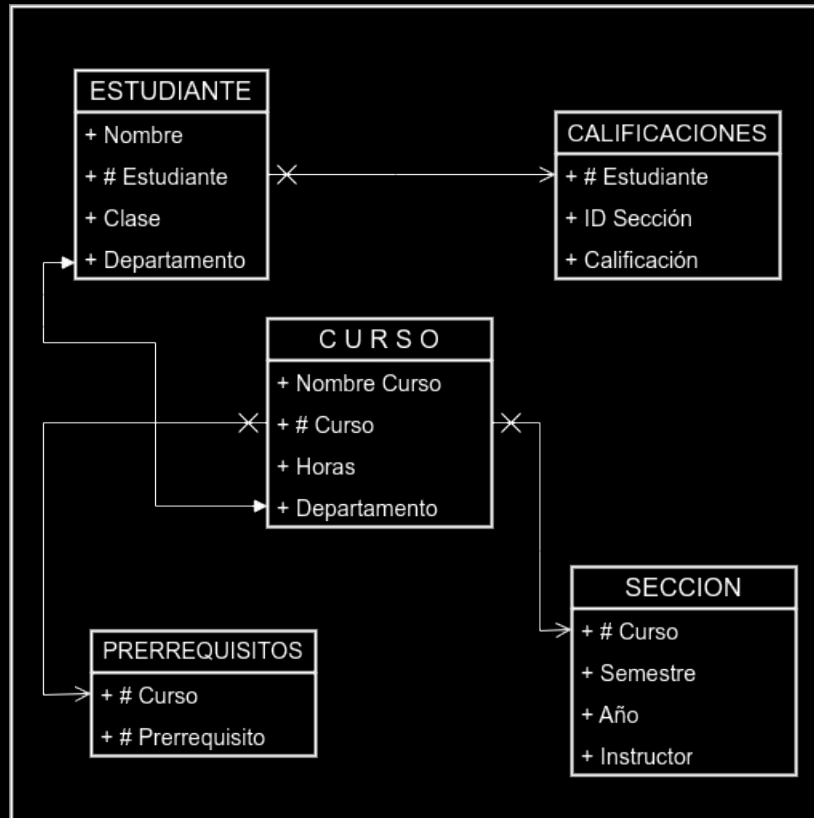 ESTUDIANTE
+ Nombre
+ # Estudiante
+ Clase
+ Departamento
CALIFICACIONES
+ # Estudiante
+ ID Sección
+ Calificación
C U R S O
+ Nombre Curso
+ # Curso
+ Horas
+ Departamento
SECCION
+ # Curso
+ Semestre
+ Año
+ Instructor
PRERREQUISITOS
+ # Curso
+ # Prerrequisito